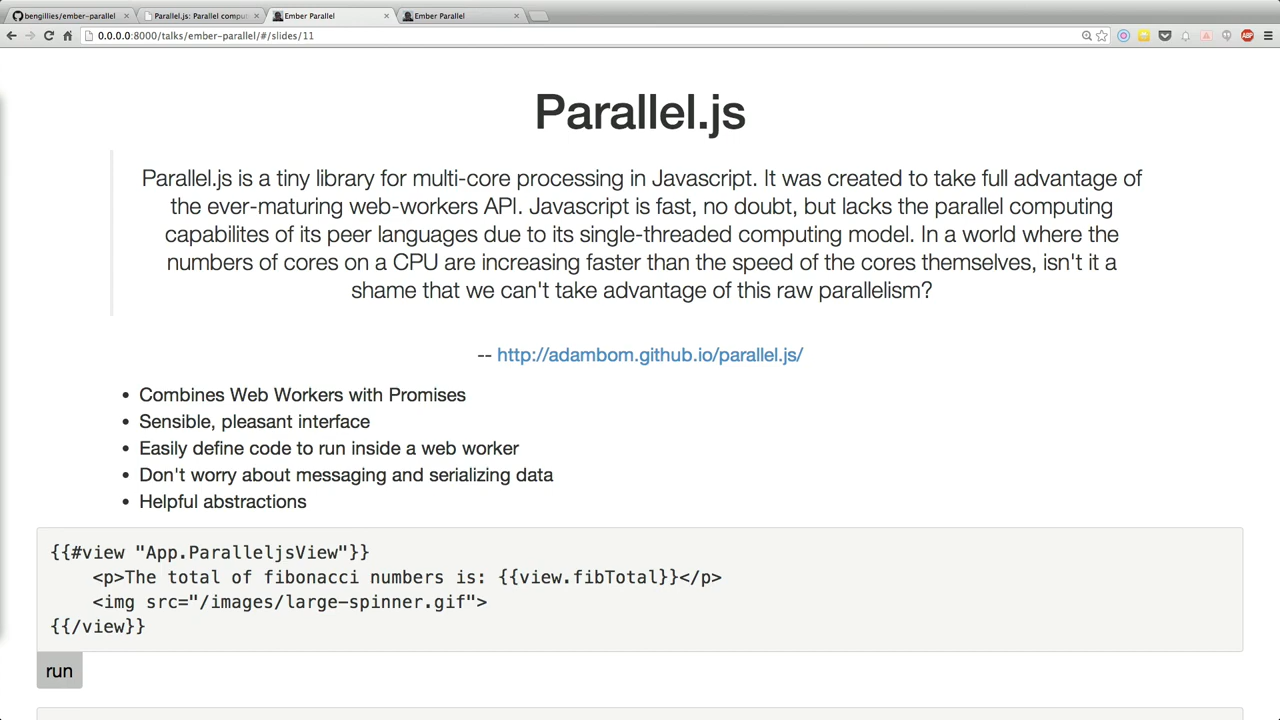 bengillies/ember-parallel
Parallel.js: Parallel comput
Ember Parallel
Ember Parallel
0.0.0.0:8000/talks/ember-parallel/#/slides/11
ABP
Parallel.js
Parallel.js is a tiny library for multi-core processing in Javascript. It was created to take full advantage of
the ever-maturing web-workers API. Javascript is fast, no doubt, but lacks the parallel computing
capabilites of its peer languages due to its single-threaded computing model. In a world where the
numbers of cores on a CPU are increasing faster than the speed of the cores themselves, isn't it a
shame that we can't take advantage of this raw parallelism?
-- http://adambom.github.io/parallel.js/
• Combines Web Workers with Promises
• Sensible, pleasant interface
• Easily define code to run inside a web worker
• Don't worry about messaging and serializing data
• Helpful abstractions
{{#view "App.ParalleljsView"}}
<p>The total of fibonacci numbers is: {{view.fibTotal}}</p>
<img src="/images/large-spinner.gif">
{{/view}}
run